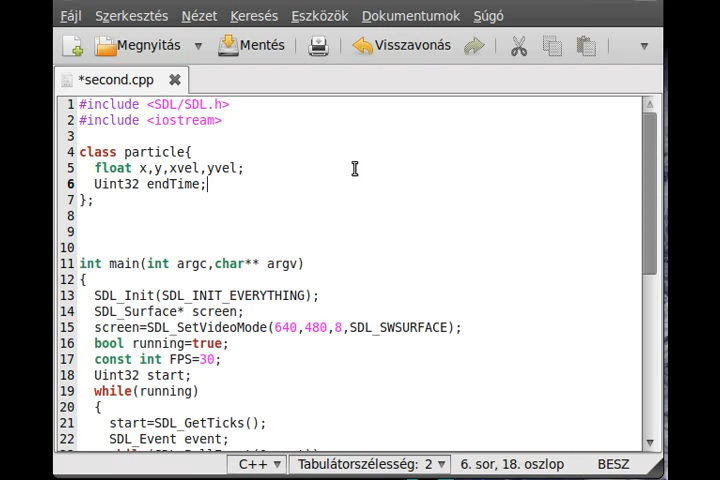 Fájl Szerkesztés Nézet Keresés Eszközök Dokumentumok Súgó
Megnyitás Mentés Visszavonás
*second.cpp
1 #include <SDL/SDL.h>
2 #include <iostream>
3
4 class particle{
5 float x,y,xvel,yvel;
6 Uint32 endTime;
7 };
8
9
10
11 int main(int argc,char** argv)
12 {
13 SDL_Init(SDL_INIT_EVERYTHING);
14 SDL_Surface* screen;
15 screen=SDL_SetVideoMode(640,480,8,SDL_SWSURFACE);
16 bool running=true;
17 const int FPS=30;
18 Uint32 start;
19 while(running)
20 {
21 start=SDL_GetTicks();
22 SDL_Event event;
C++ Tabulátorszélesség: 2 6. sor, 18. oszlop BESZ